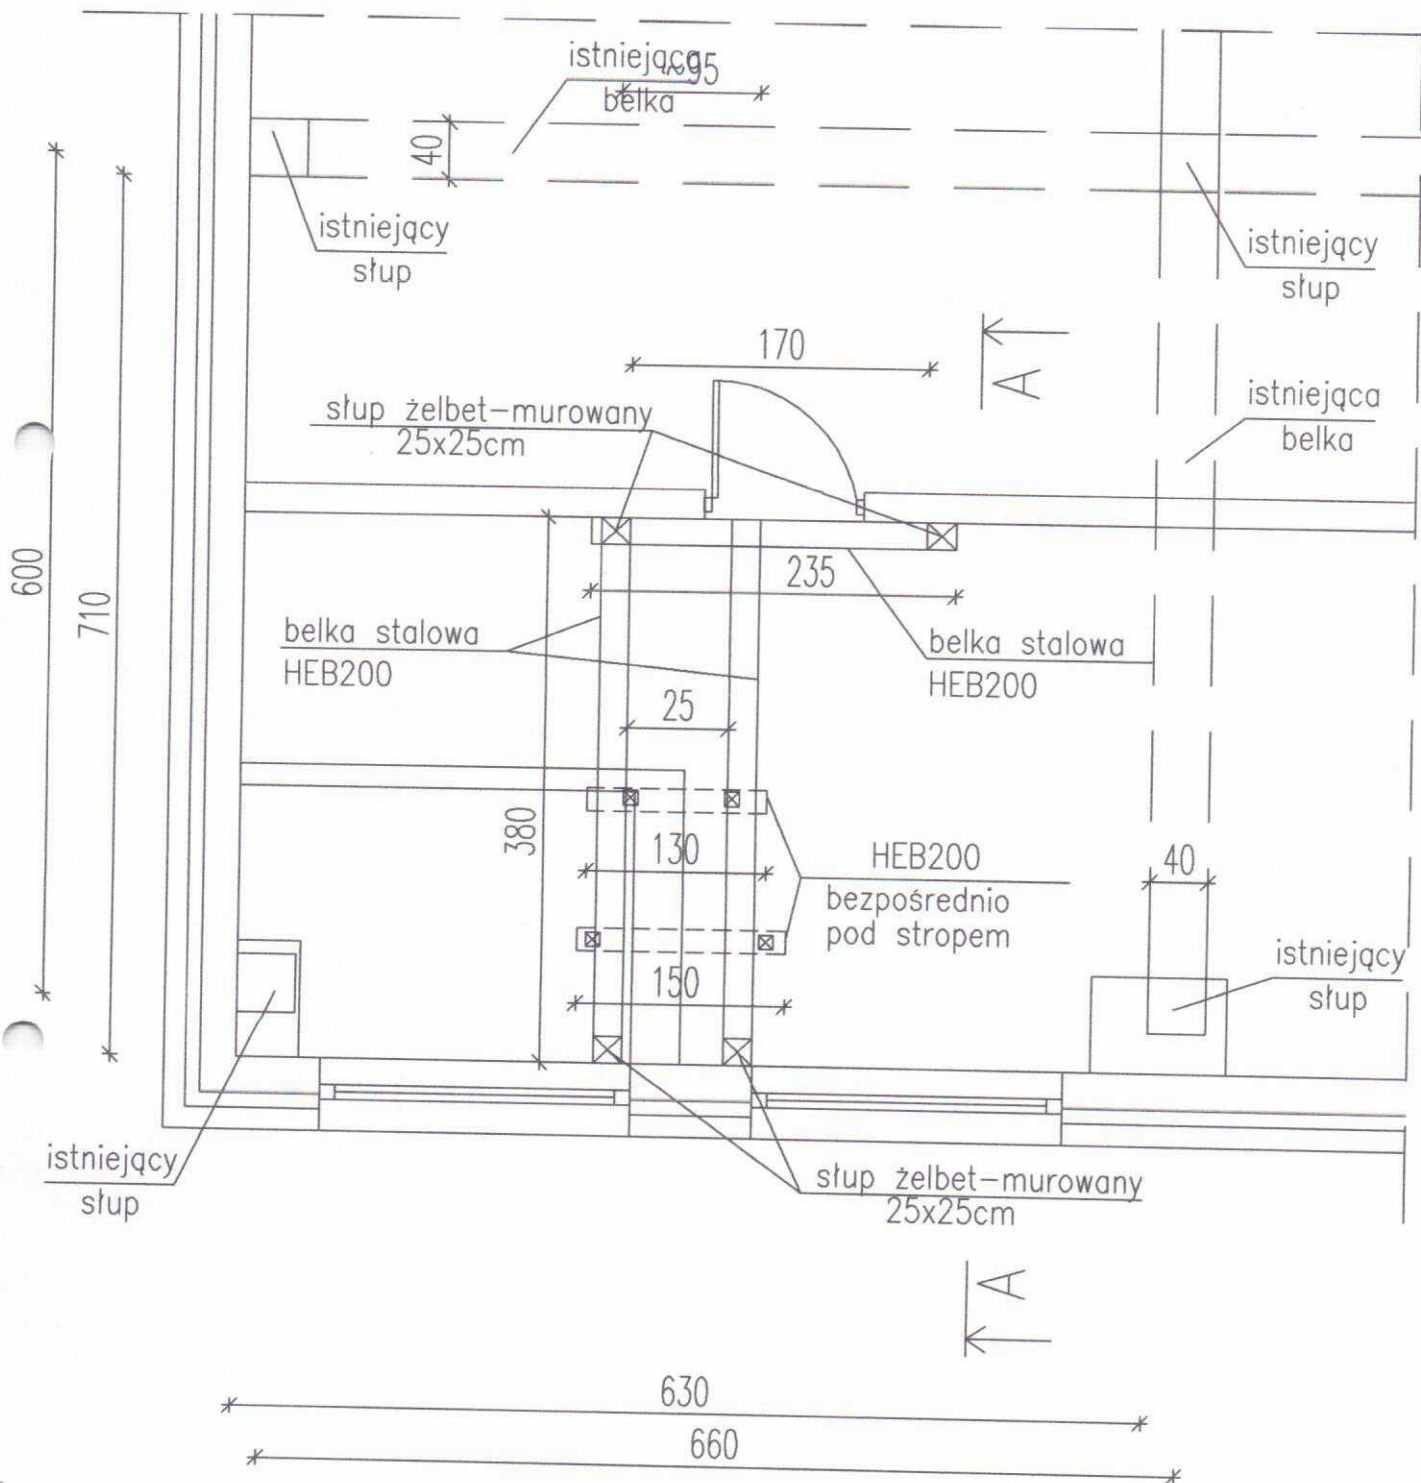 istniejąca
~95
belka
40
istniejący
słup
istniejący
słup
170
A
istniejąca
belka
słup żelbet-murowany
25x25cm
600
710
235
belka stalowa
HEB200
belka stalowa
HEB200
25
380
130
HEB200
bezpośrednio
pod stropem
40
150
istniejący
słup
istniejący
słup
słup żelbet-murowany
25x25cm
A
630
660